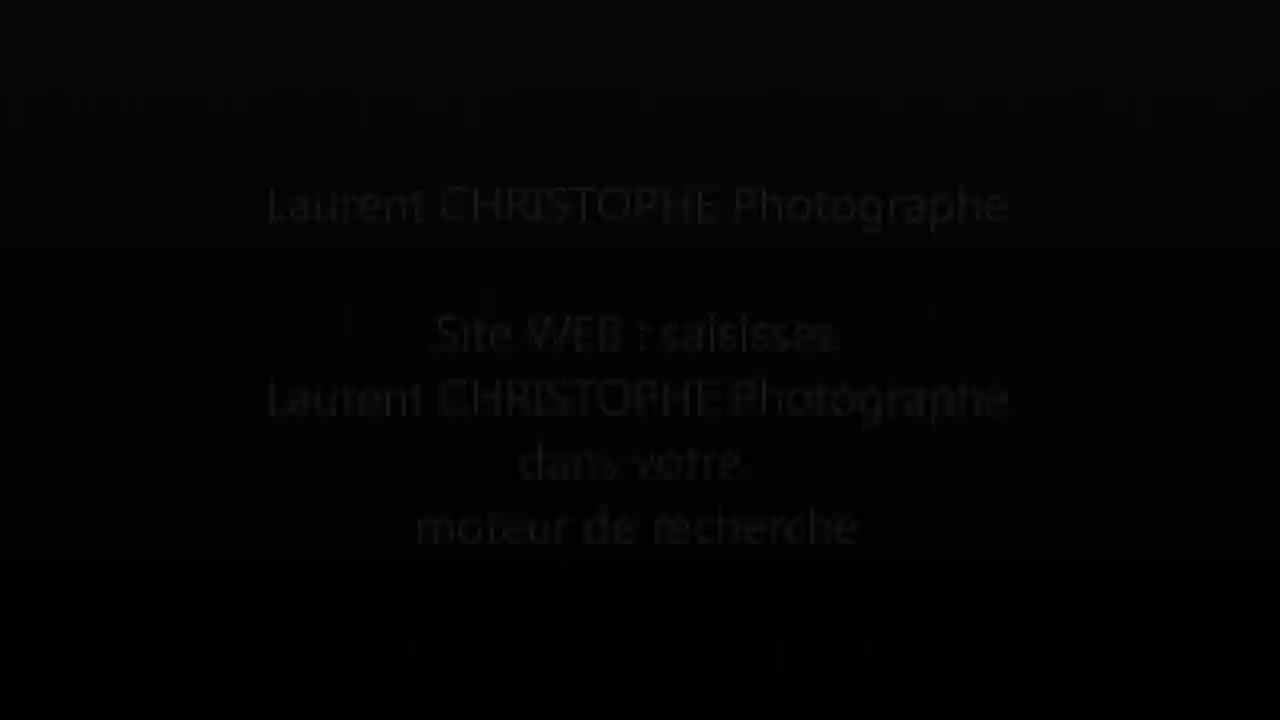 Laurent CHRISTOPHE Photographe
Site WEB : saisissez
Laurent CHRISTOPHE Photographe
dans votre
moteur de recherche